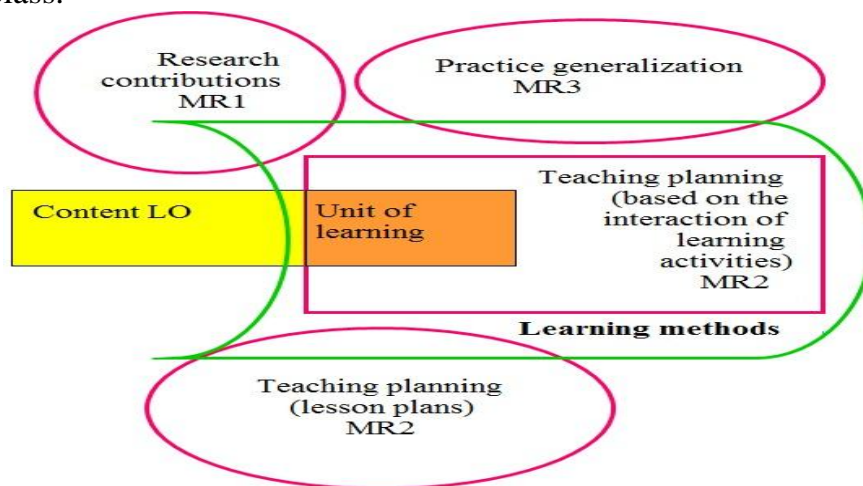 class.
Research
contributions
MR1
Practice generalization
MR3
Content LO
Unit of
learning
Teaching planning
(based on the
interaction of
learning
activities)
MR2
Learning methods
Teaching planning
(lesson plans)
MR2